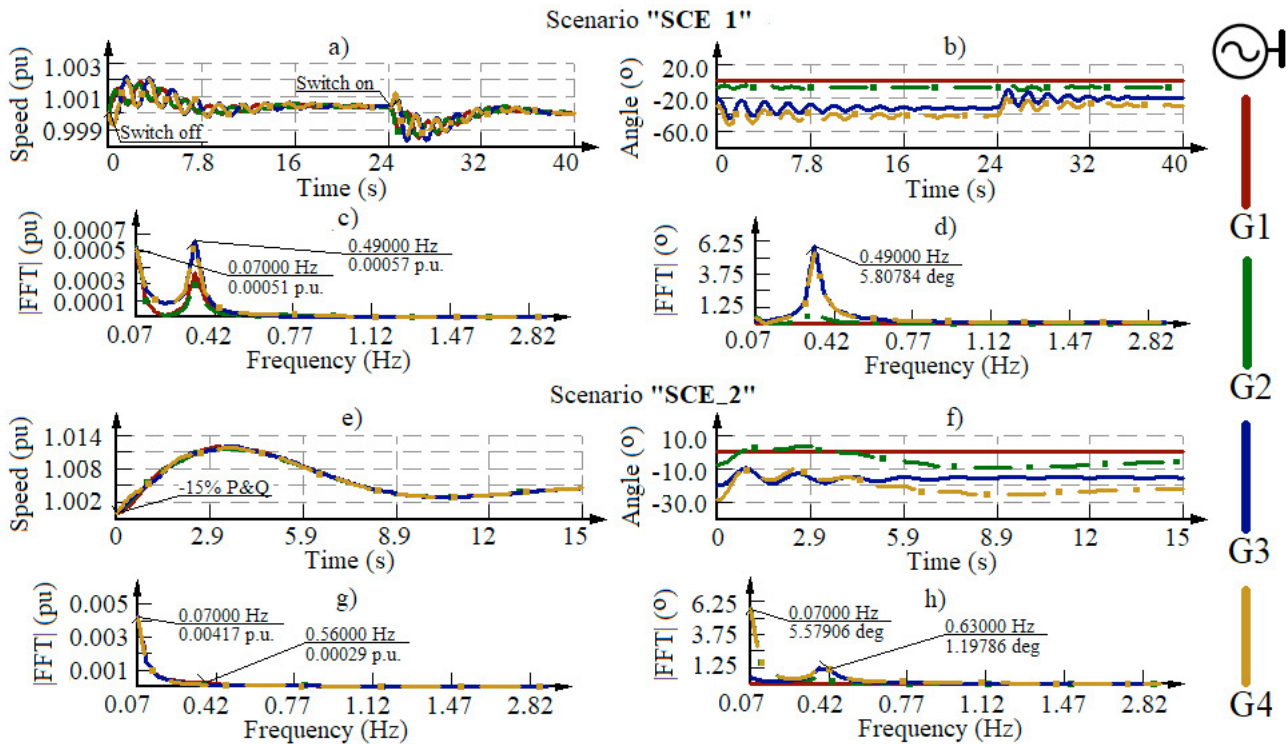 Scenario "SCE_1"
a)
Speed (pu)
1.003
1.001
0.999
Switch on
Switch off
0 7.8 16 24 32 40
Time (s)
b)
Angle (º)
20.0
-20.0
-60.0
0 7.8 16 24 32 40
Time (s)
c)
|FFT| (pu)
0.0007
0.0005
0.0003
0.0001
0.49000 Hz
0.00057 p.u.
0.07000 Hz
0.00051 p.u.
0.07 0.42 0.77 1.12 1.47 2.82
Frequency (Hz)
d)
|FFT| (º)
6.25
3.75
1.25
0.49000 Hz
5.80784 deg
0.07 0.42 0.77 1.12 1.47 2.82
Frequency (Hz)
Scenario "SCE_2"
e)
Speed (pu)
1.014
1.008
1.002
-15% P&Q
0 2.9 5.9 8.9 12 15
Time (s)
f)
Angle (º)
10.0
-10.0
-30.0
0 2.9 5.9 8.9 12 15
Time (s)
g)
|FFT| (pu)
0.005
0.003
0.001
0.07000 Hz
0.00417 p.u.
0.56000 Hz
0.00029 p.u.
0.07 0.42 0.77 1.12 1.47 2.82
Frequency (Hz)
h)
|FFT| (º)
6.25
3.75
1.25
0.07000 Hz
5.57906 deg
0.63000 Hz
1.19786 deg
0.07 0.42 0.77 1.12 1.47 2.82
Frequency (Hz)
G1
G2
G3
G4